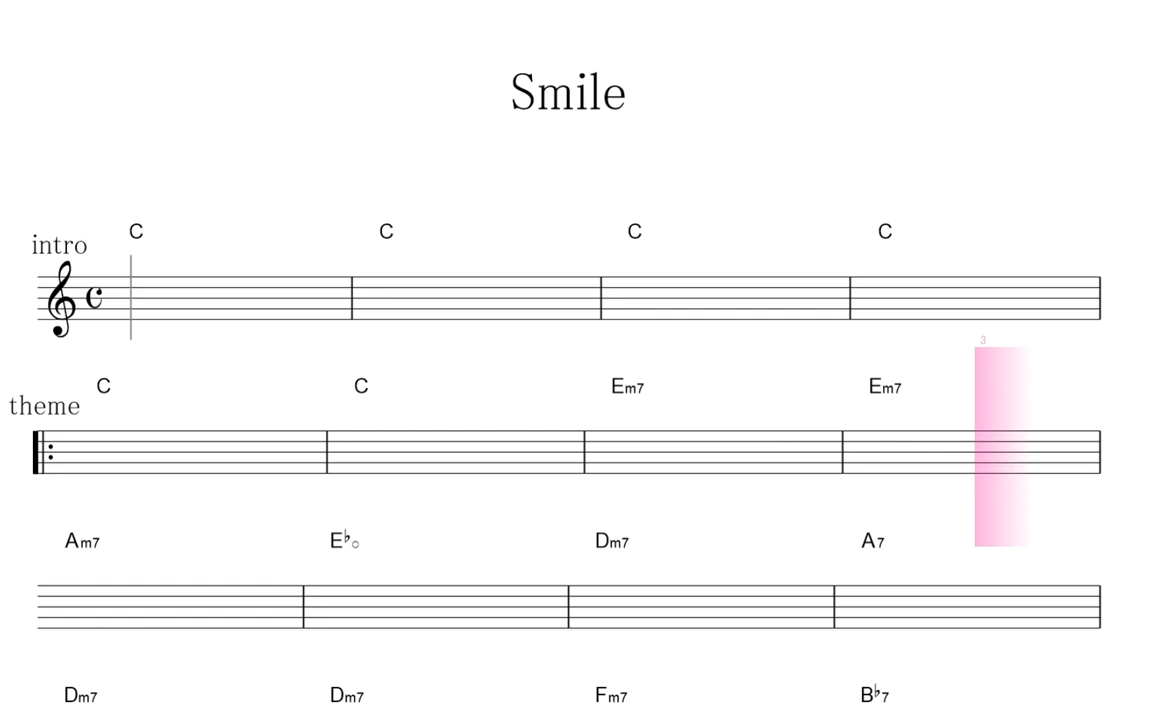 Smile
C C C C
intro
3
C C Em7 Em7
theme
Am7 E♭○ Dm7 A7
Dm7 Dm7 Fm7 B♭7